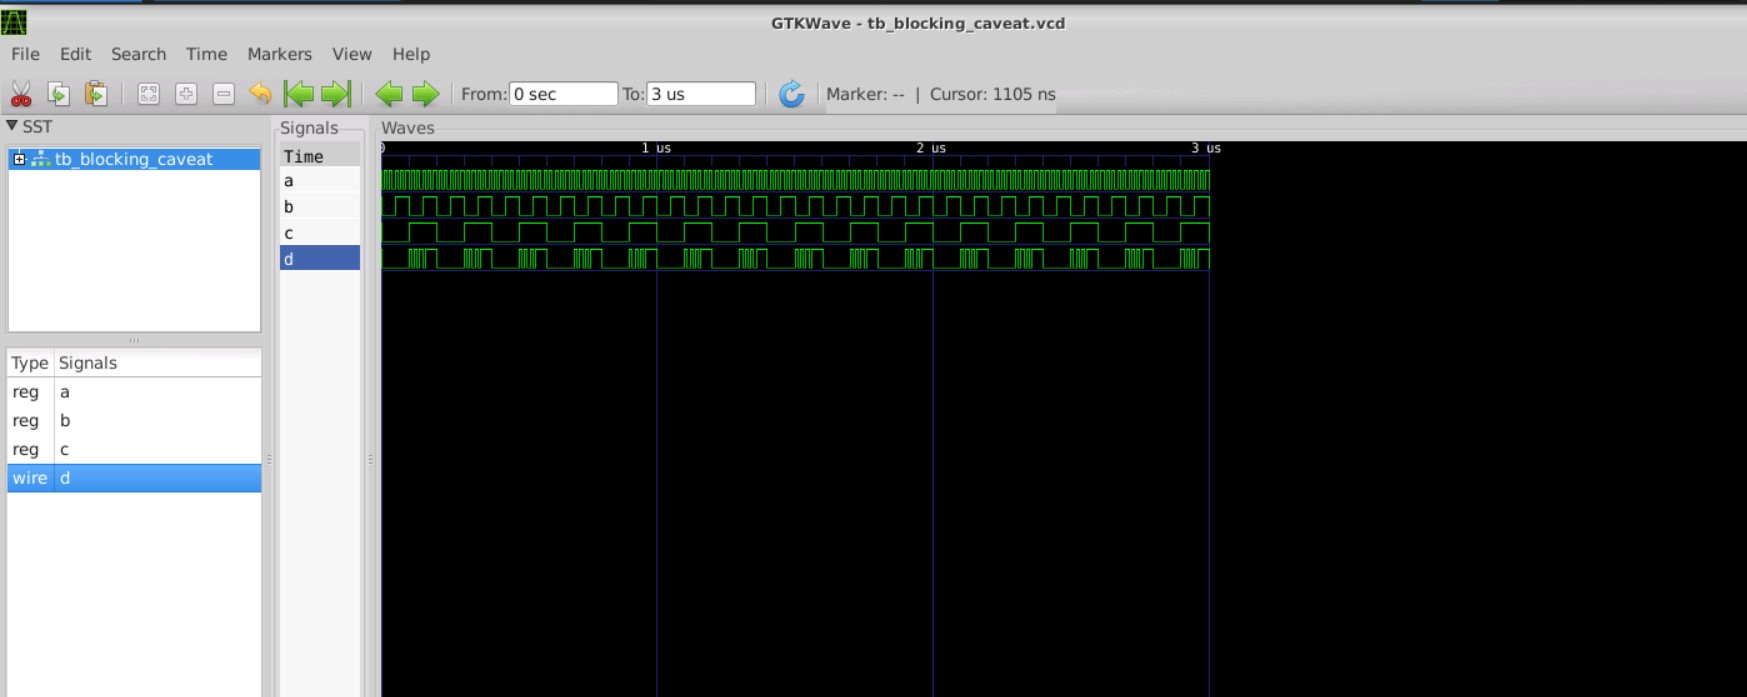 GTKWave - tb_blocking_caveat.vcd
File Edit Search Time Markers View Help
From: 0 sec To: 3 us Marker: -- | Cursor: 1105 ns
SST
tb_blocking_caveat
Type Signals
reg a
reg b
reg c
wire d
Signals
Time
a
b
c
d
Waves
0 1 us 2 us 3 us